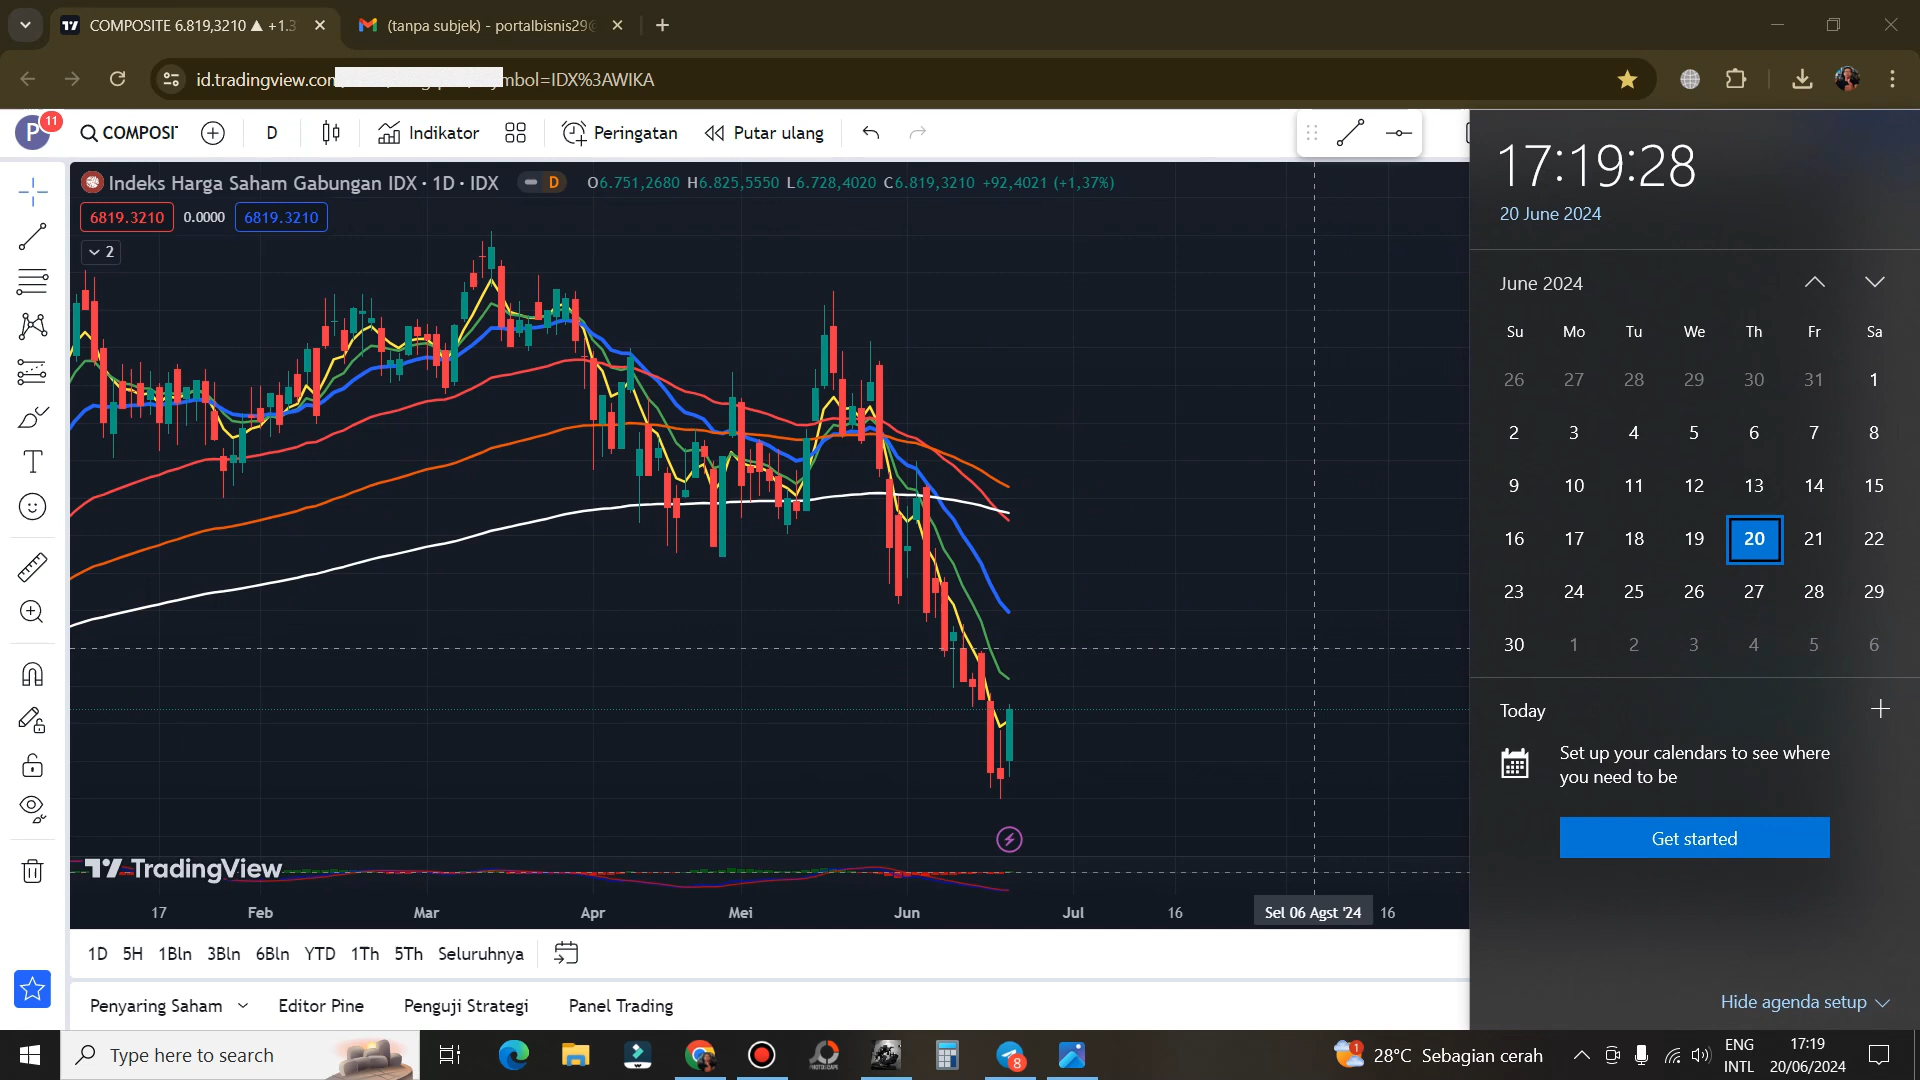 COMPOSITE 6.819,3210 ▲ +1.3
(tanpa subjek) - portalbisnis29@
id.tradingview.com
mbol=IDX%3AWIKA
P
11
COMPOSI
D
Indikator
Peringatan
Putar ulang
Indeks Harga Saham Gabungan IDX · 1D · IDX
D
O6.751,2680 H6.825,5550 L6.728,4020 C6.819,3210 +92,4021 (+1,37%)
6819.3210
0.0000
6819.3210
2
TradingView
17
Feb
Mar
Apr
Mei
Jun
Jul
16
Sel 06 Agst '24
16
1D 5H 1Bln 3Bln 6Bln YTD 1Th 5Th Seluruhnya
Penyaring Saham
Editor Pine
Penguji Strategi
Panel Trading
17:19:28
20 June 2024
June 2024
Su Mo Tu We Th Fr Sa
26 27 28 29 30 31 1
2 3 4 5 6 7 8
9 10 11 12 13 14 15
16 17 18 19 20 21 22
23 24 25 26 27 28 29
30 1 2 3 4 5 6
Today
Set up your calendars to see where
you need to be
Get started
Hide agenda setup
Type here to search
8
1
28°C Sebagian cerah
ENG
INTL
17:19
20/06/2024